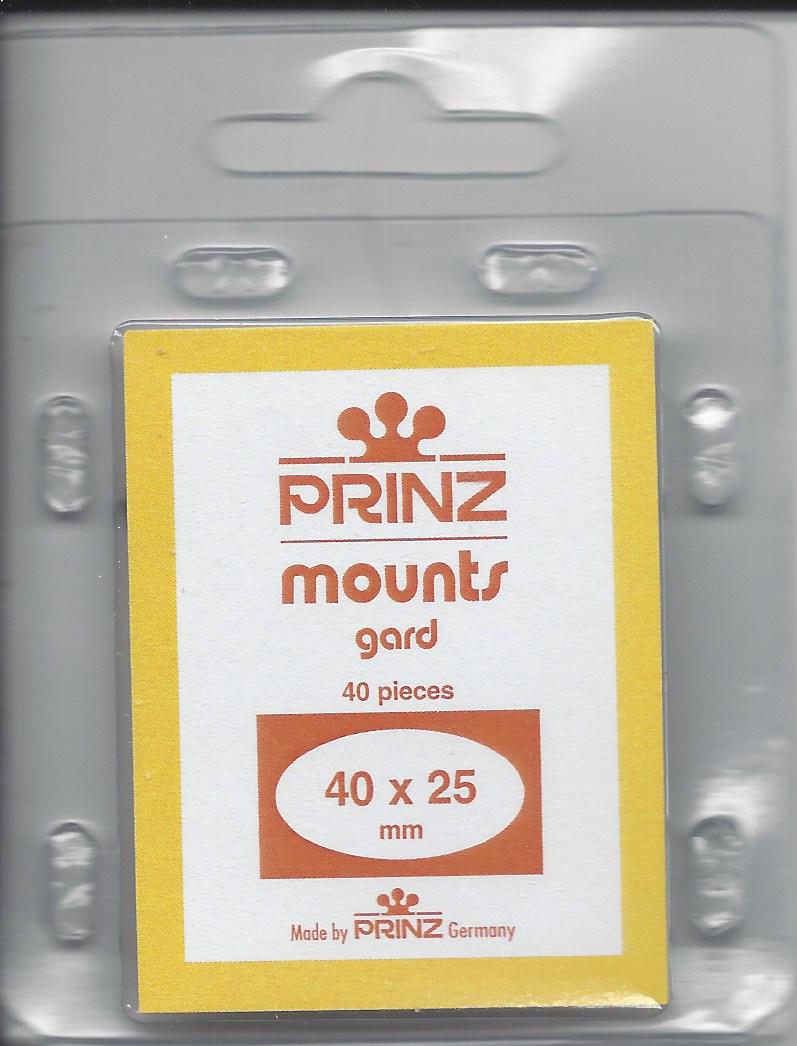 PRINZ
mounts
gard
40 pieces
40 x 25
mm
Made by PRINZ Germany